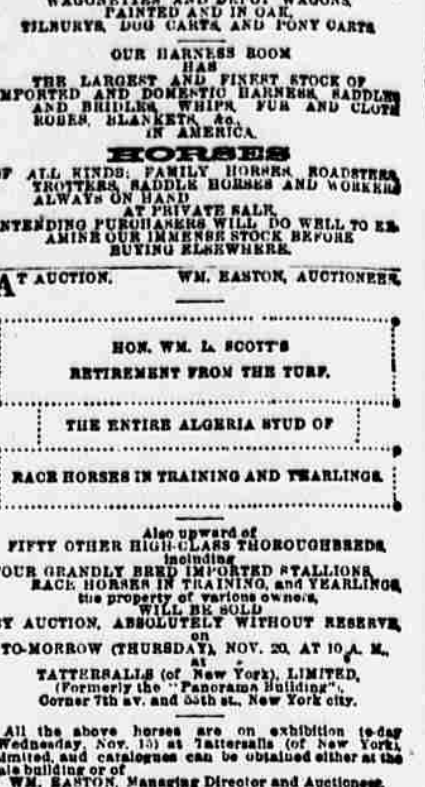 WAGONETTES AND DEPOT WAGONS,
PAINTED AND IN OAK,
TILBURYS, DOG CARTS, AND PONY CARTS
OUR HARNESS ROOM
HAS
THE LARGEST AND FINEST STOCK OF
MPORTED AND DOMESTIC HARNESS, SADDLES
AND BRIDLES, WHIPS, FUR AND CLOTH
ROBES, BLANKETS, &c.,
IN AMERICA.
HORSES
F ALL KINDS; FAMILY HORSES, ROADSTERS,
TROTTERS, SADDLE HORSES AND WORKERS
ALWAYS ON HAND
AT PRIVATE SALE.
NTENDING PURCHASERS WILL DO WELL TO EX-
AMINE OUR IMMENSE STOCK BEFORE
BUYING ELSEWHERE.
AT AUCTION. WM. EASTON, AUCTIONEER.
HON. WM. L. SCOTT'S
RETIREMENT FROM THE TURF.
THE ENTIRE ALGERIA STUD OF
RACE HORSES IN TRAINING AND YEARLINGS.
Also upward of
FIFTY OTHER HIGH-CLASS THOROUGHBREDS,
including
OUR GRANDLY BRED IMPORTED STALLIONS,
RACE HORSES IN TRAINING, and YEARLINGS,
the property of various owners,
WILL BE SOLD
BY AUCTION, ABSOLUTELY WITHOUT RESERVE,
on
TO-MORROW (THURSDAY), NOV. 20, AT 10 A. M.,
at
TATTERSALLS (of New York), LIMITED,
(Formerly the "Panorama Building"),
Corner 7th av. and 55th st., New York city.
All the above horses are on exhibition to-day
Wednesday, Nov. at Tattersalls (of New York),
imited, and catalogues can be obtained either at the
ale building or of
WM. EASTON, Managing Director and Auctioneer.